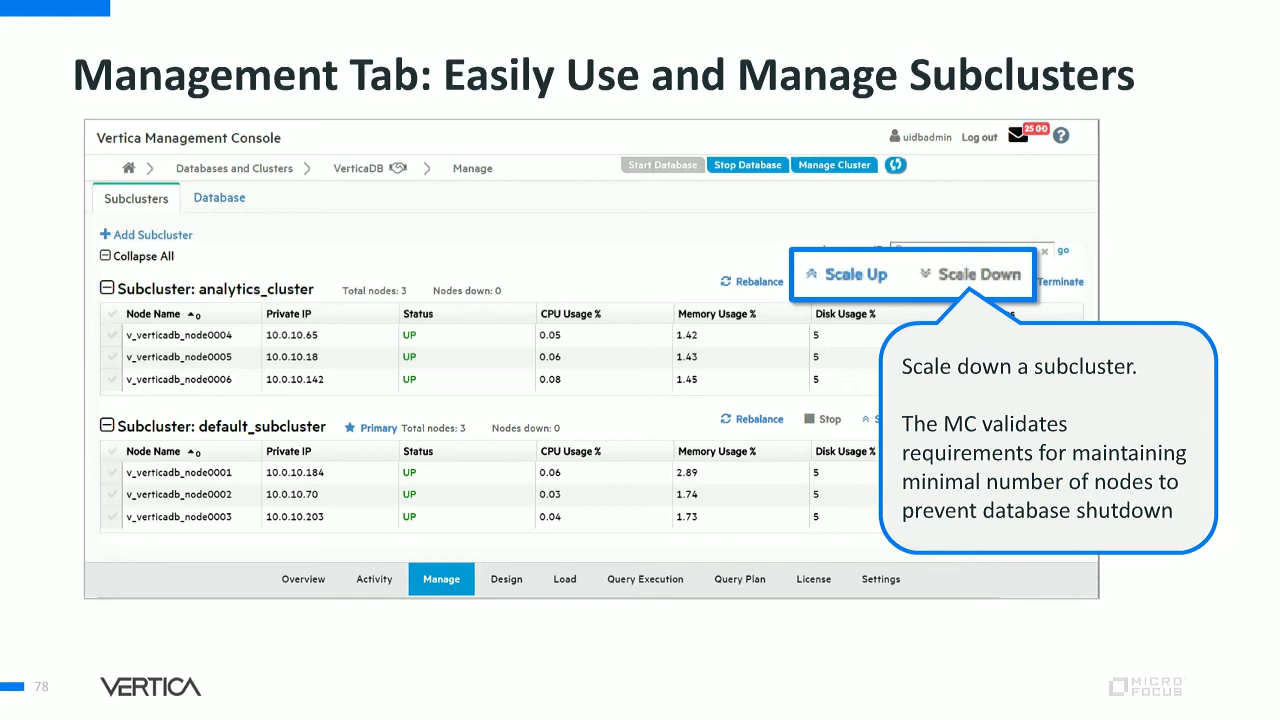 Management Tab: Easily Use and Manage Subclusters
Vertica Management Console
uidbadmin Log out 25
Databases and Clusters VerticaDB Manage
Start Database Stop Database Manage Cluster
Subclusters Database
+ Add Subcluster
Collapse All
go
Subcluster: analytics_cluster Total nodes: 3 Nodes down: 0
Rebalance Scale Up Scale Down Terminate
Node Name Private IP Status CPU Usage % Memory Usage % Disk Usage %
v_verticadb_node0004 10.0.10.65 UP 0.05 1.42 5
v_verticadb_node0005 10.0.10.18 UP 0.06 1.43 5
v_verticadb_node0006 10.0.10.142 UP 0.08 1.45 5
Subcluster: default_subcluster Primary Total nodes: 3 Nodes down: 0
Rebalance Stop
Node Name Private IP Status CPU Usage % Memory Usage % Disk Usage %
v_verticadb_node0001 10.0.10.184 UP 0.06 2.89 5
v_verticadb_node0002 10.0.10.70 UP 0.03 1.74 5
v_verticadb_node0003 10.0.10.203 UP 0.04 1.73 5
Scale down a subcluster.
The MC validates
requirements for maintaining
minimal number of nodes to
prevent database shutdown
Overview Activity Manage Design Load Query Execution Query Plan License Settings
78
VERTICA
MICRO
FOCUS